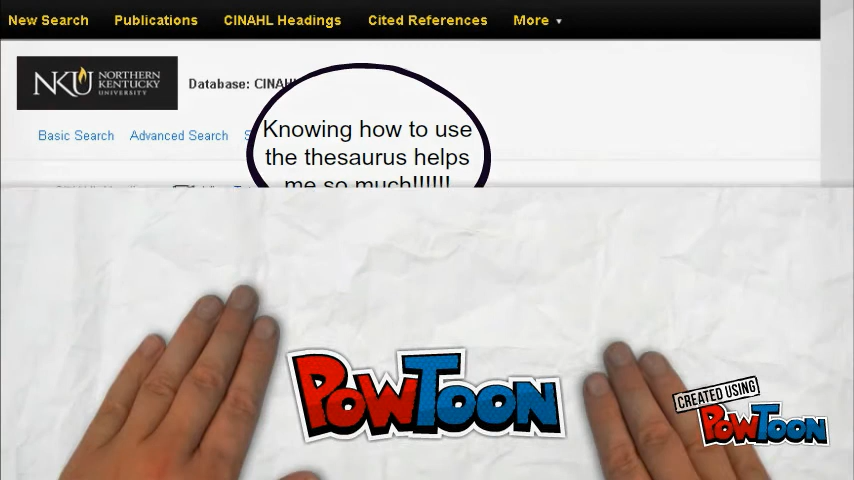 New Search Publications CINAHL Headings Cited References More
NKU NORTHERN KENTUCKY UNIVERSITY
Database:
Basic Search Advanced Search
Knowing how to use
the thesaurus helps
me so much!!!!!!
POWTOON
CREATED USING
POWTOON